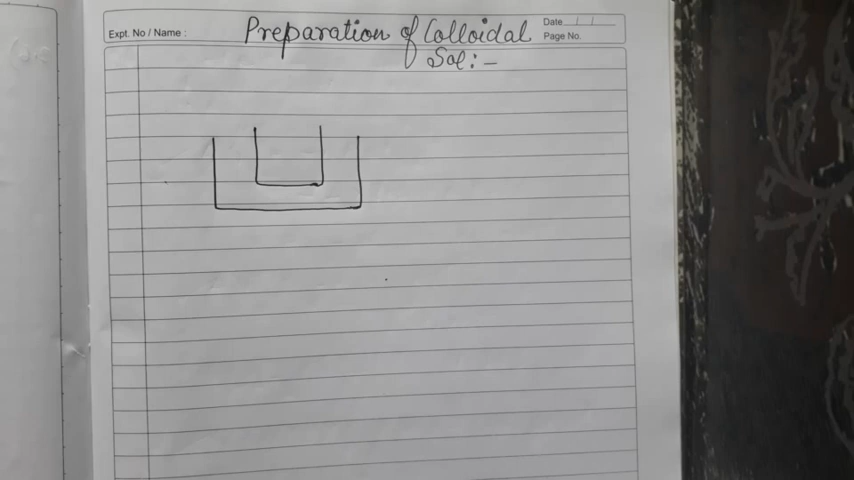 Expt. No / Name :
Preparation of Colloidal
Sol:-
Date / /
Page No.